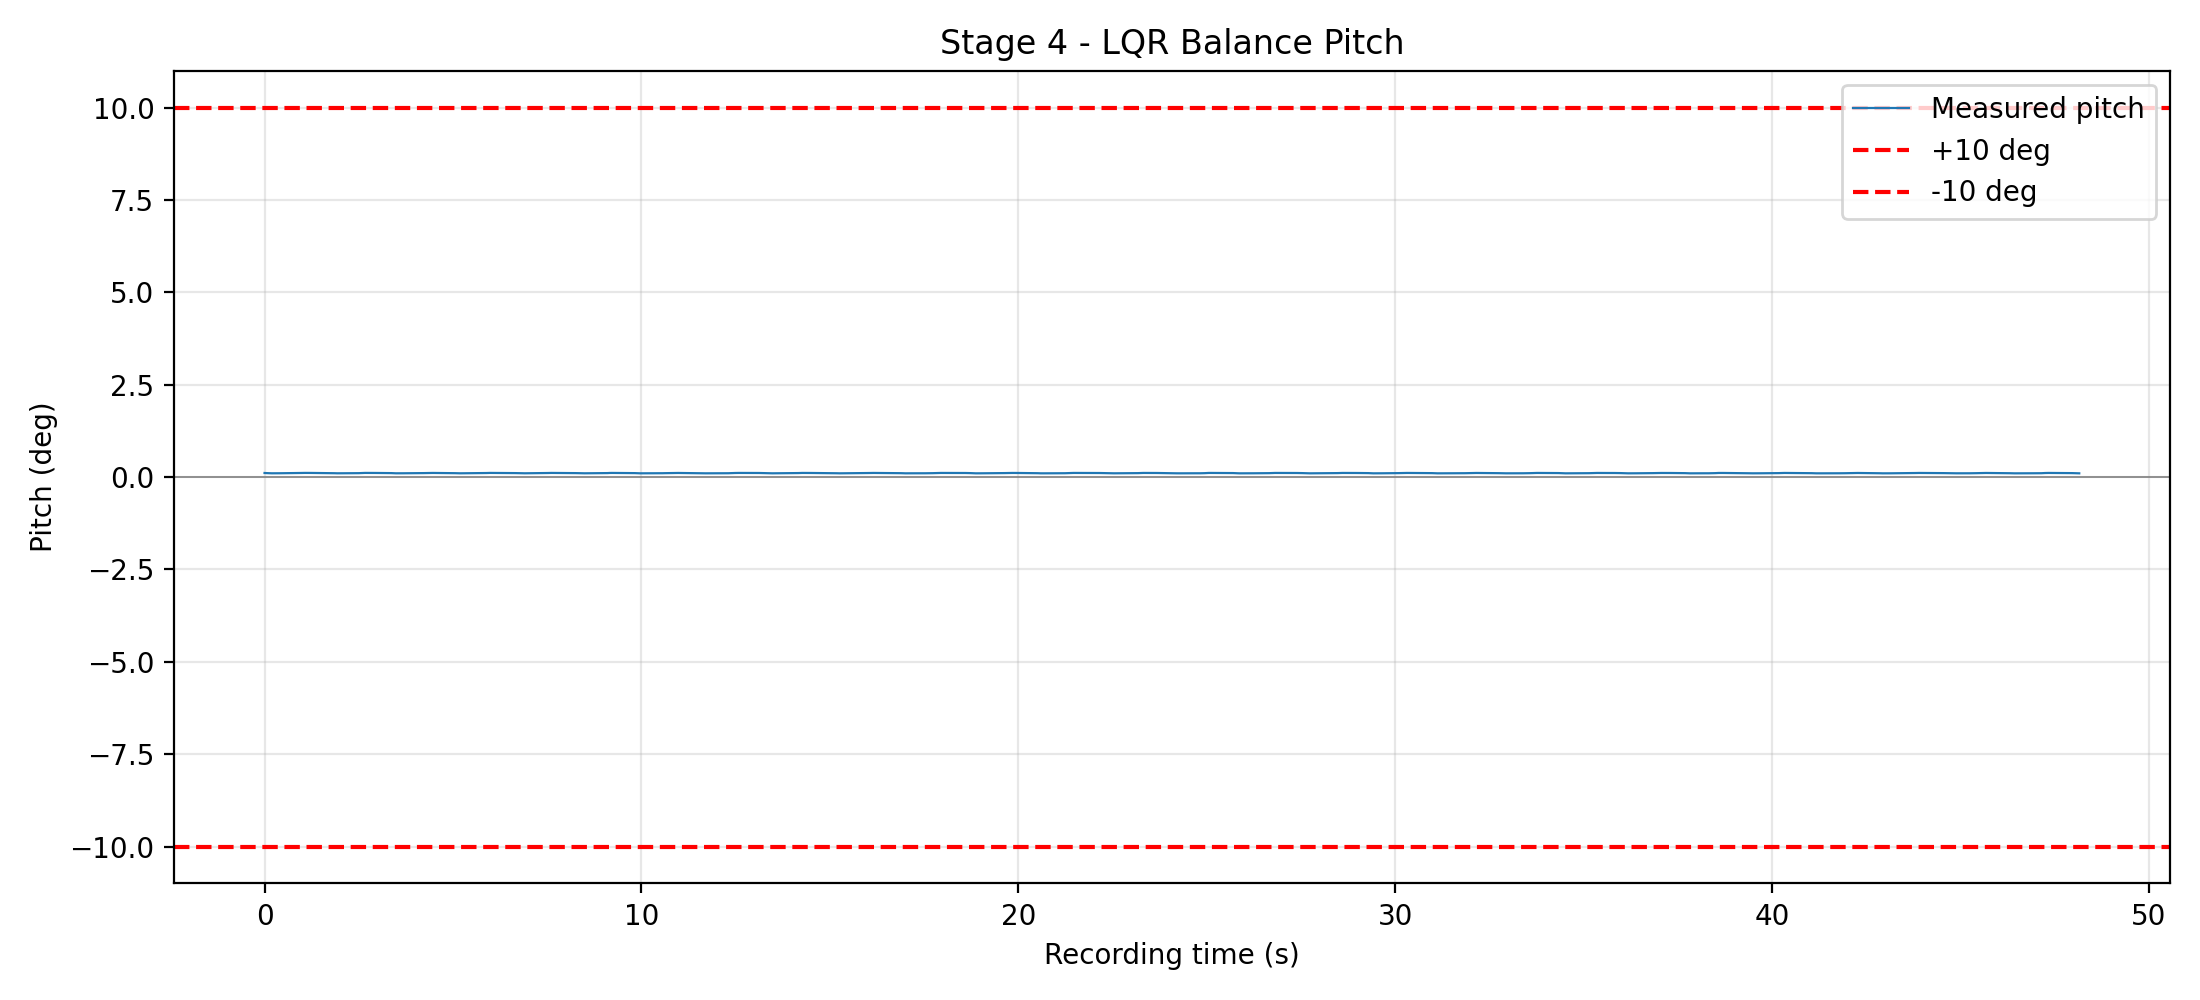 Stage 4 - LQR Balance Pitch
10.0
7.5
5.0
2.5
0.0
−2.5
−5.0
−7.5
−10.0
Pitch (deg)
Measured pitch
+10 deg
-10 deg
0 10 20 30 40 50
Recording time (s)